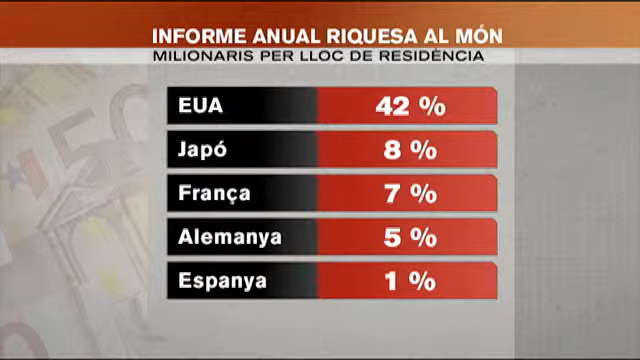 INFORME ANUAL RIQUESA AL MÓN
MILIONARIS PER LLOC DE RESIDÈNCIA
EUA 42 %
Japó 8 %
França 7 %
Alemanya 5 %
Espanya 1 %
50